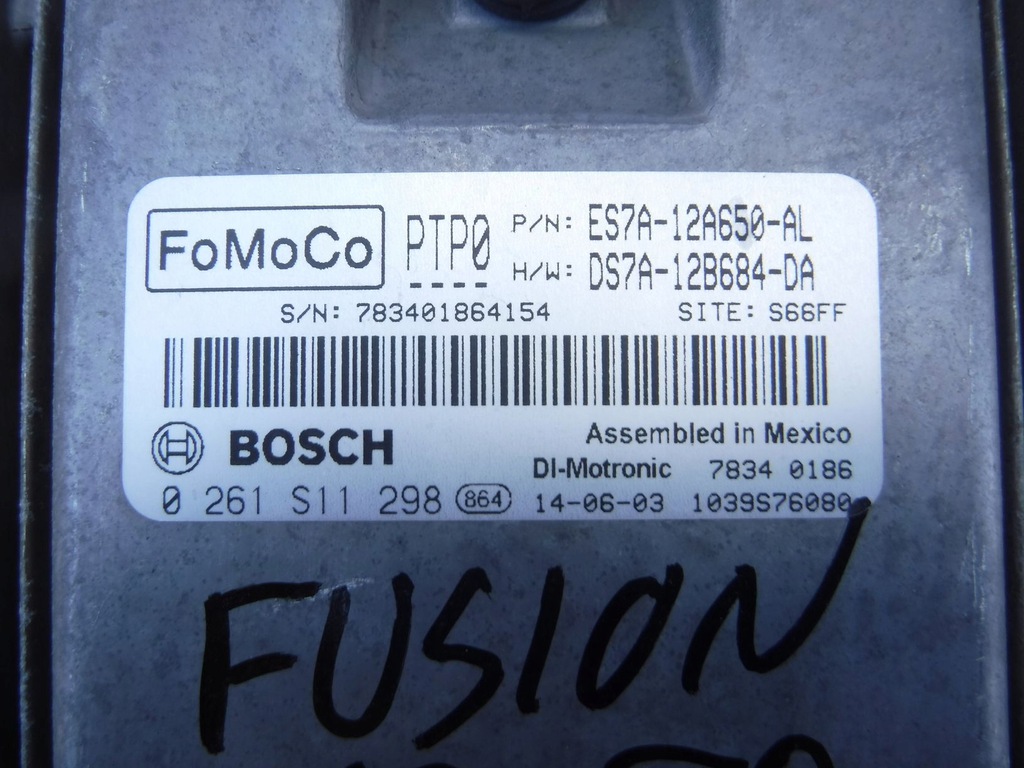 FoMoCo PTP0 P/N: ES7A-12A650-AL
H/W: DS7A-12B684-DA
S/N: 783401864154 SITE: S66FF
BOSCH Assembled in Mexico
DI-Motronic 7834 0186
0 261 S11 298 864 14-06-03 1039S76080
FUSION